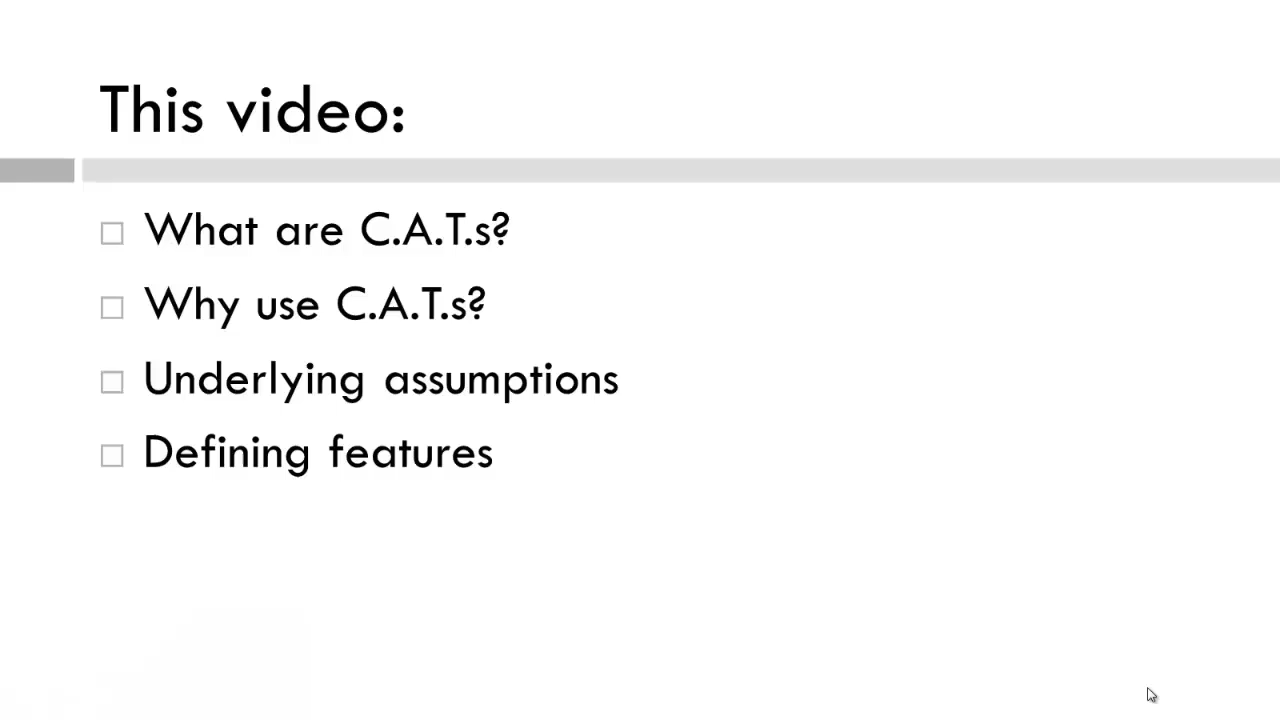 This video:
What are C.A.T.s?
Why use C.A.T.s?
Underlying assumptions
Defining features